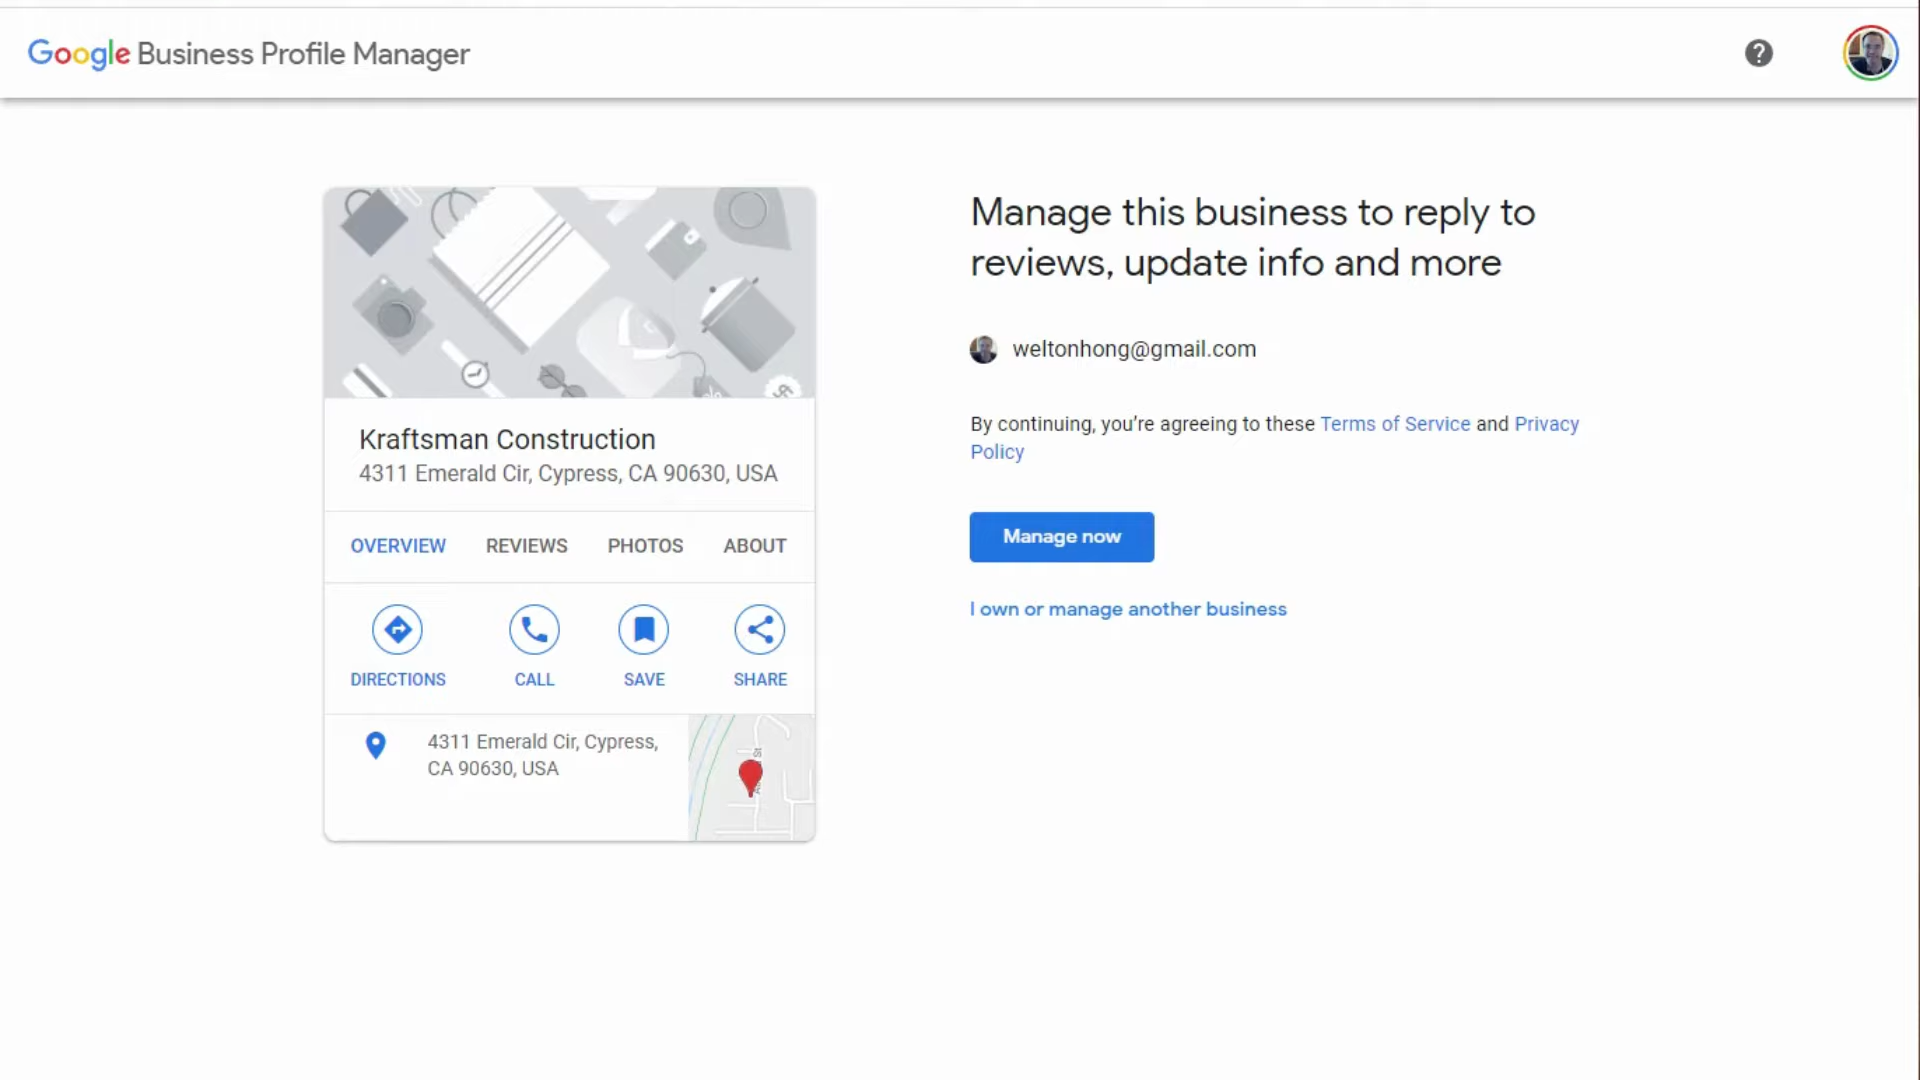 Google Business Profile Manager
Kraftsman Construction
4311 Emerald Cir, Cypress, CA 90630, USA
OVERVIEW REVIEWS PHOTOS ABOUT
DIRECTIONS CALL SAVE SHARE
4311 Emerald Cir, Cypress,
CA 90630, USA
Manage this business to reply to
reviews, update info and more
weltonhong@gmail.com
By continuing, you're agreeing to these Terms of Service and Privacy
Policy
Manage now
I own or manage another business